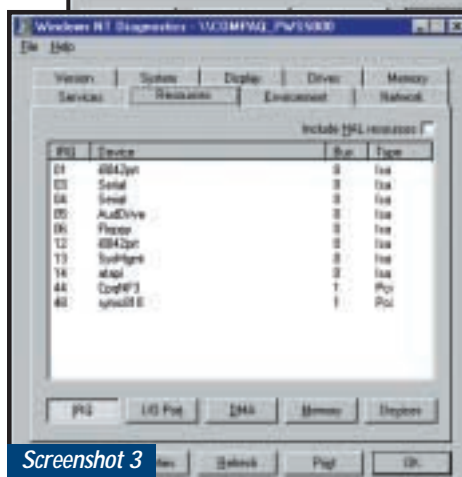 Windows NT Diagnostics - \\COMPAQ_PWS5000
File Help
Version System Display Drives Memory
Services Resources Environment Network
Include HAL resources
IRQ Device Bus Type
01 i8042prt 0 Isa
03 Serial 0 Isa
04 Serial 0 Isa
05 AudDrive 0 Isa
06 Floppy 0 Isa
12 i8042prt 0 Isa
13 SysMgmt 0 Isa
14 atapi 0 Isa
44 CpqNF3 1 Pci
48 1 Pci
IRQ I/O Port DMA Memory Devices
Refresh Print OK
Screenshot 3